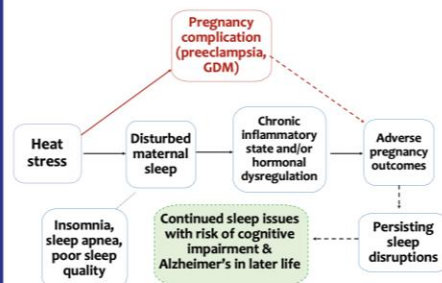 Pregnancy
complication
(preeclampsia,
GDM)
Heat
stress
Disturbed
maternal
sleep
Chronic
inflammatory
state and/or
hormonal
dysregulation
Adverse
pregnancy
outcomes
Insomnia,
sleep apnea,
poor sleep
quality
Continued sleep issues
with risk of cognitive
impairment &
Alzheimer's in later life
Persisting
sleep
disruptions